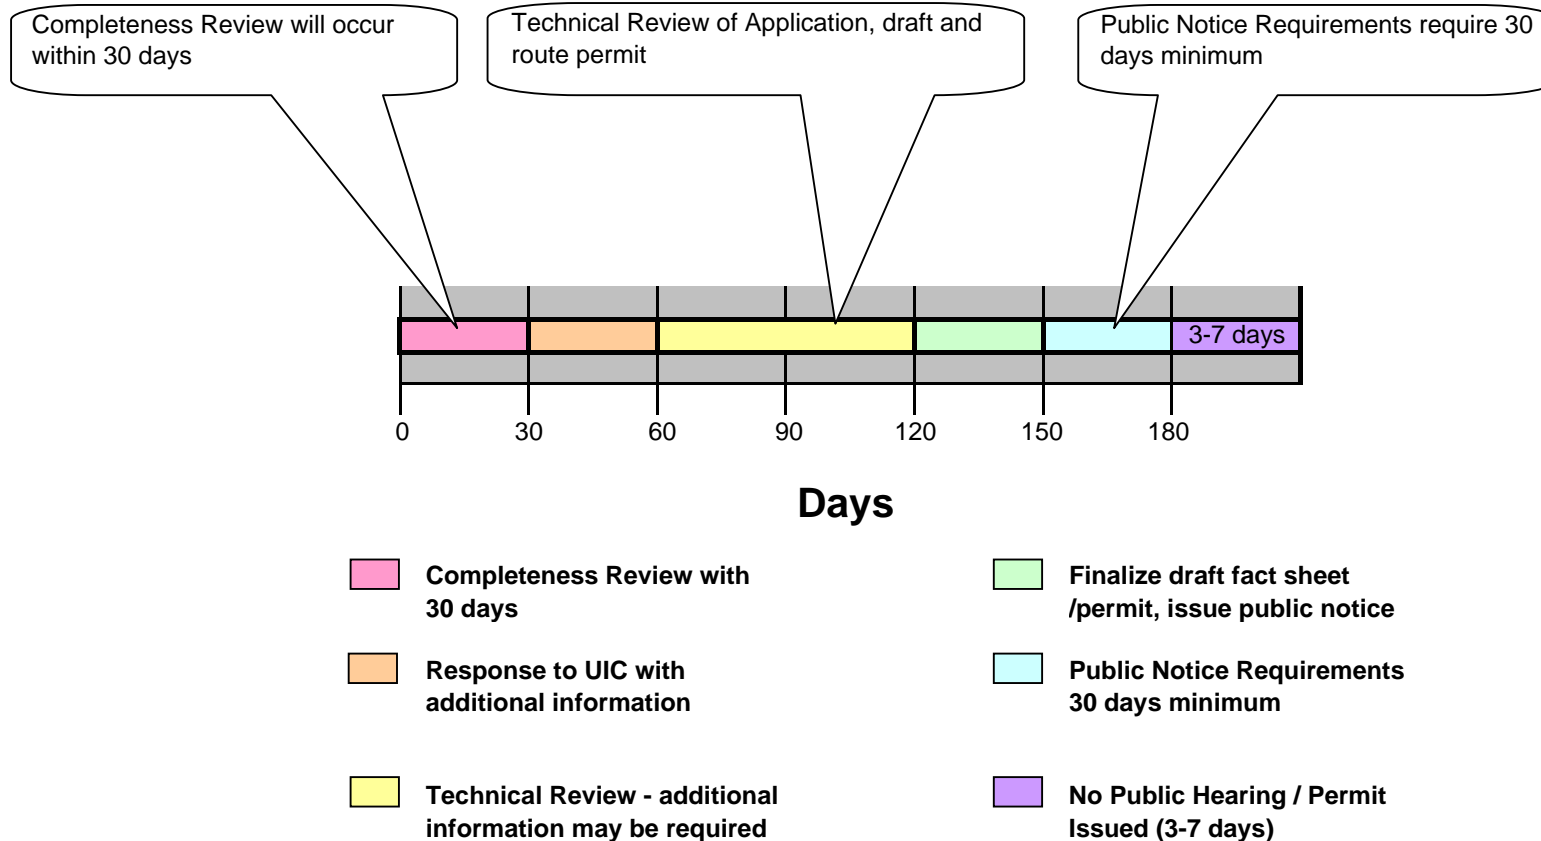 Completeness Review will occur
within 30 days
Technical Review of Application, draft and
route permit
Public Notice Requirements require 30
days minimum
3-7 days
0 30 60 90 120 150 180
Days
Completeness Review with
30 days
Finalize draft fact sheet
/permit, issue public notice
Response to UIC with
additional information
Public Notice Requirements
30 days minimum
Technical Review - additional
information may be required
No Public Hearing / Permit
Issued (3-7 days)